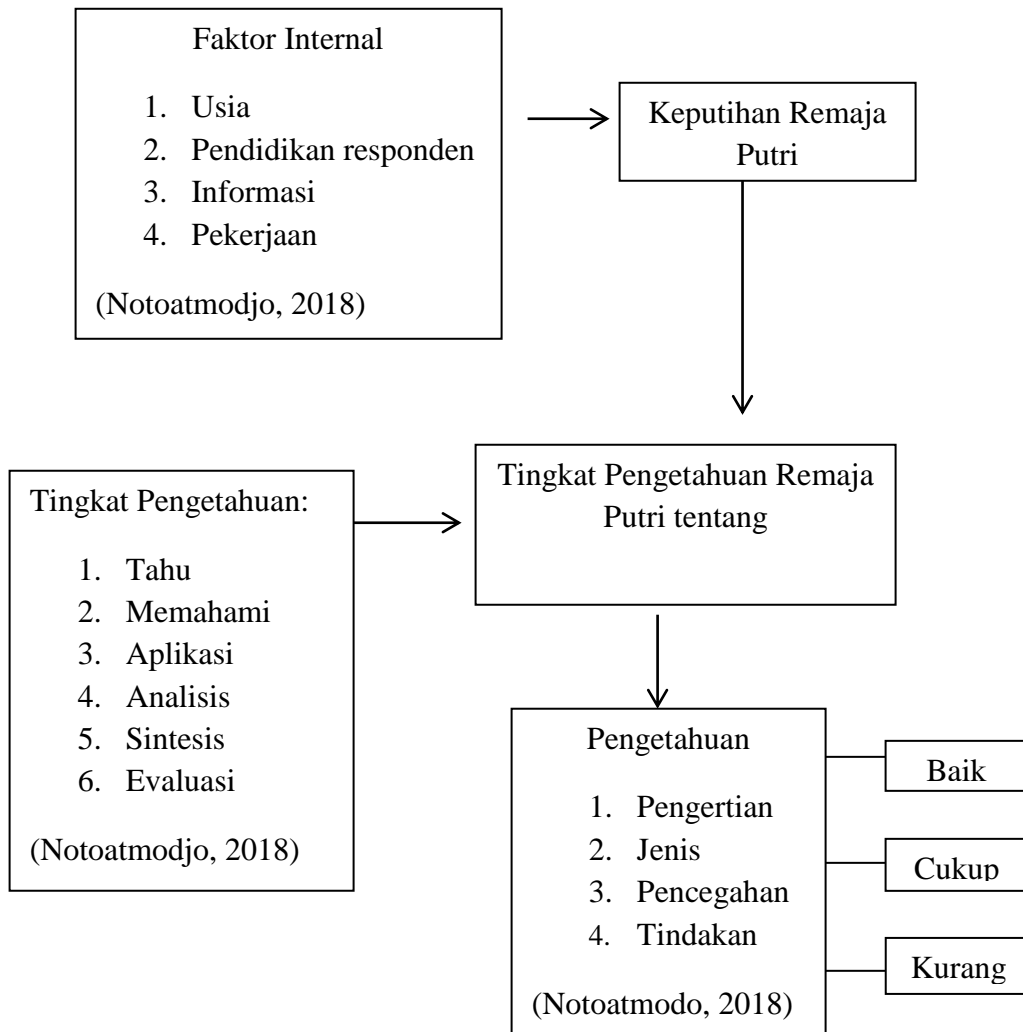 Faktor Internal
1. Usia
2. Pendidikan responden
3. Informasi
4. Pekerjaan
(Notoatmodjo, 2018)
Keputihan Remaja
Putri
Tingkat Pengetahuan:
1. Tahu
2. Memahami
3. Aplikasi
4. Analisis
5. Sintesis
6. Evaluasi
(Notoatmodjo, 2018)
Tingkat Pengetahuan Remaja
Putri tentang
Pengetahuan
1. Pengertian
2. Jenis
3. Pencegahan
4. Tindakan
(Notoatmodo, 2018)
Baik
Cukup
Kurang